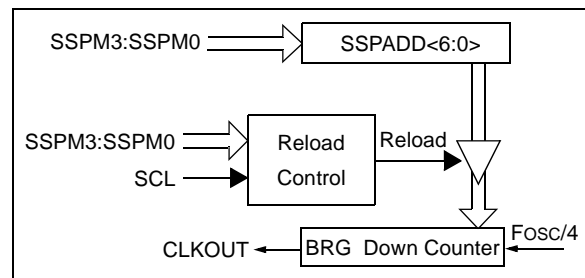 SSPM3:SSPM0
SSPADD<6:0>
SSPM3:SSPM0
SCL
Reload
Control
Reload
CLKOUT
BRG Down Counter
FOSC/4